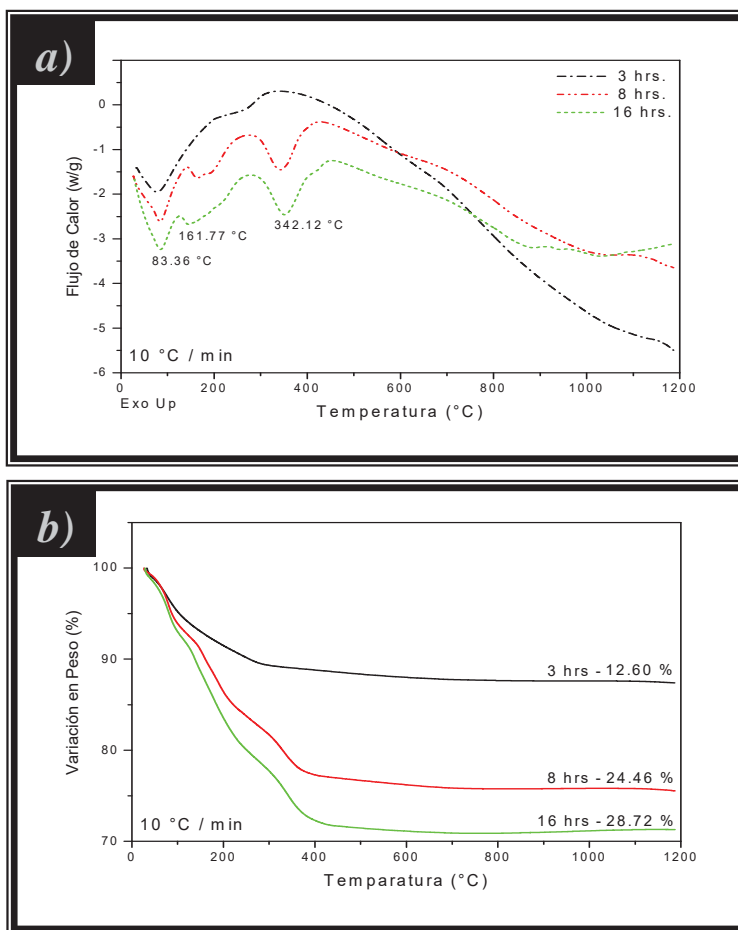 a)
3 hrs.
8 hrs.
16 hrs.
0
-1
-2
-3
-4
-5
-6
Flujo de Calor (w/g)
161.77 °C
342.12 °C
83.36 °C
10 °C / min
0 200 400 600 800 1000 1200
Exo Up
Temperatura (°C)
b)
100
90
80
70
Variación en Peso (%)
3 hrs - 12.60 %
8 hrs - 24.46 %
16 hrs - 28.72 %
10 °C / min
0 200 400 600 800 1000 1200
Temparatura (°C)